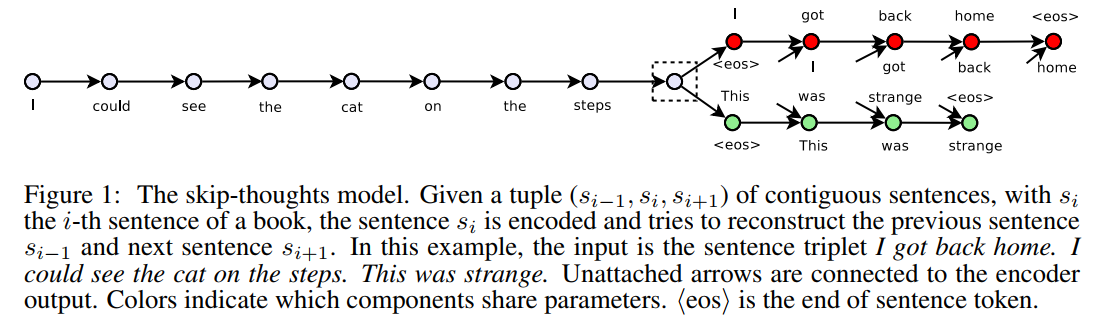 I got back home <eos>
<eos> I got back home
I could see the cat on the steps
This was strange <eos>
<eos> This was strange
Figure 1: The skip-thoughts model. Given a tuple (s_{i−1}, s_i, s_{i+1}) of contiguous sentences, with s_i
the i-th sentence of a book, the sentence s_i is encoded and tries to reconstruct the previous sentence
s_{i−1} and next sentence s_{i+1}. In this example, the input is the sentence triplet I got back home. I
could see the cat on the steps. This was strange. Unattached arrows are connected to the encoder
output. Colors indicate which components share parameters. ⟨eos⟩ is the end of sentence token.